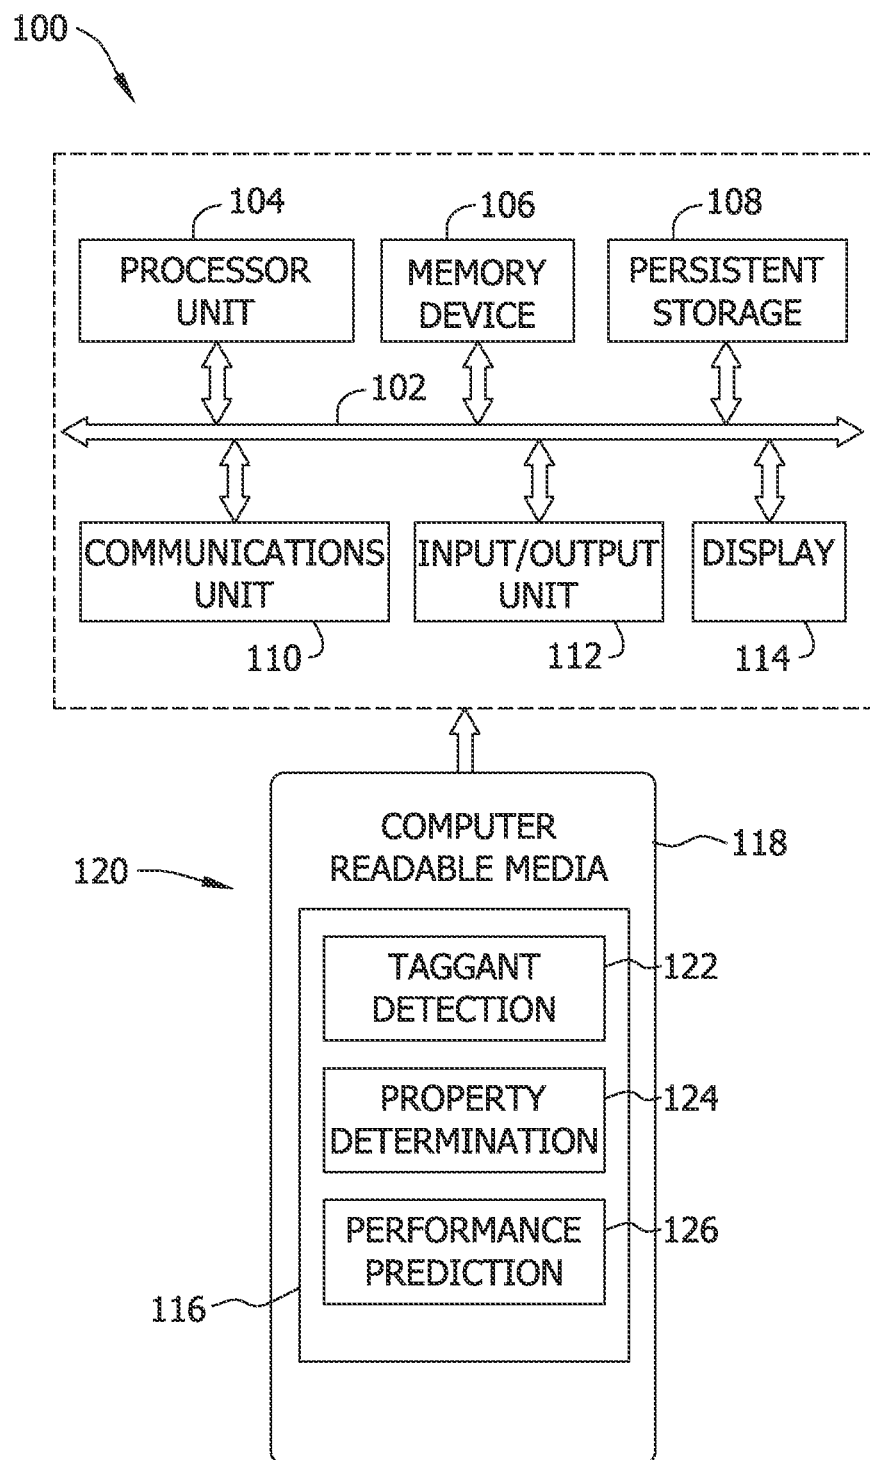 100
104
106
108
PROCESSOR
UNIT
MEMORY
DEVICE
PERSISTENT
STORAGE
102
COMMUNICATIONS
UNIT
INPUT/OUTPUT
UNIT
DISPLAY
110
112
114
COMPUTER
READABLE MEDIA
118
120
TAGGANT
DETECTION
122
PROPERTY
DETERMINATION
124
PERFORMANCE
PREDICTION
126
116